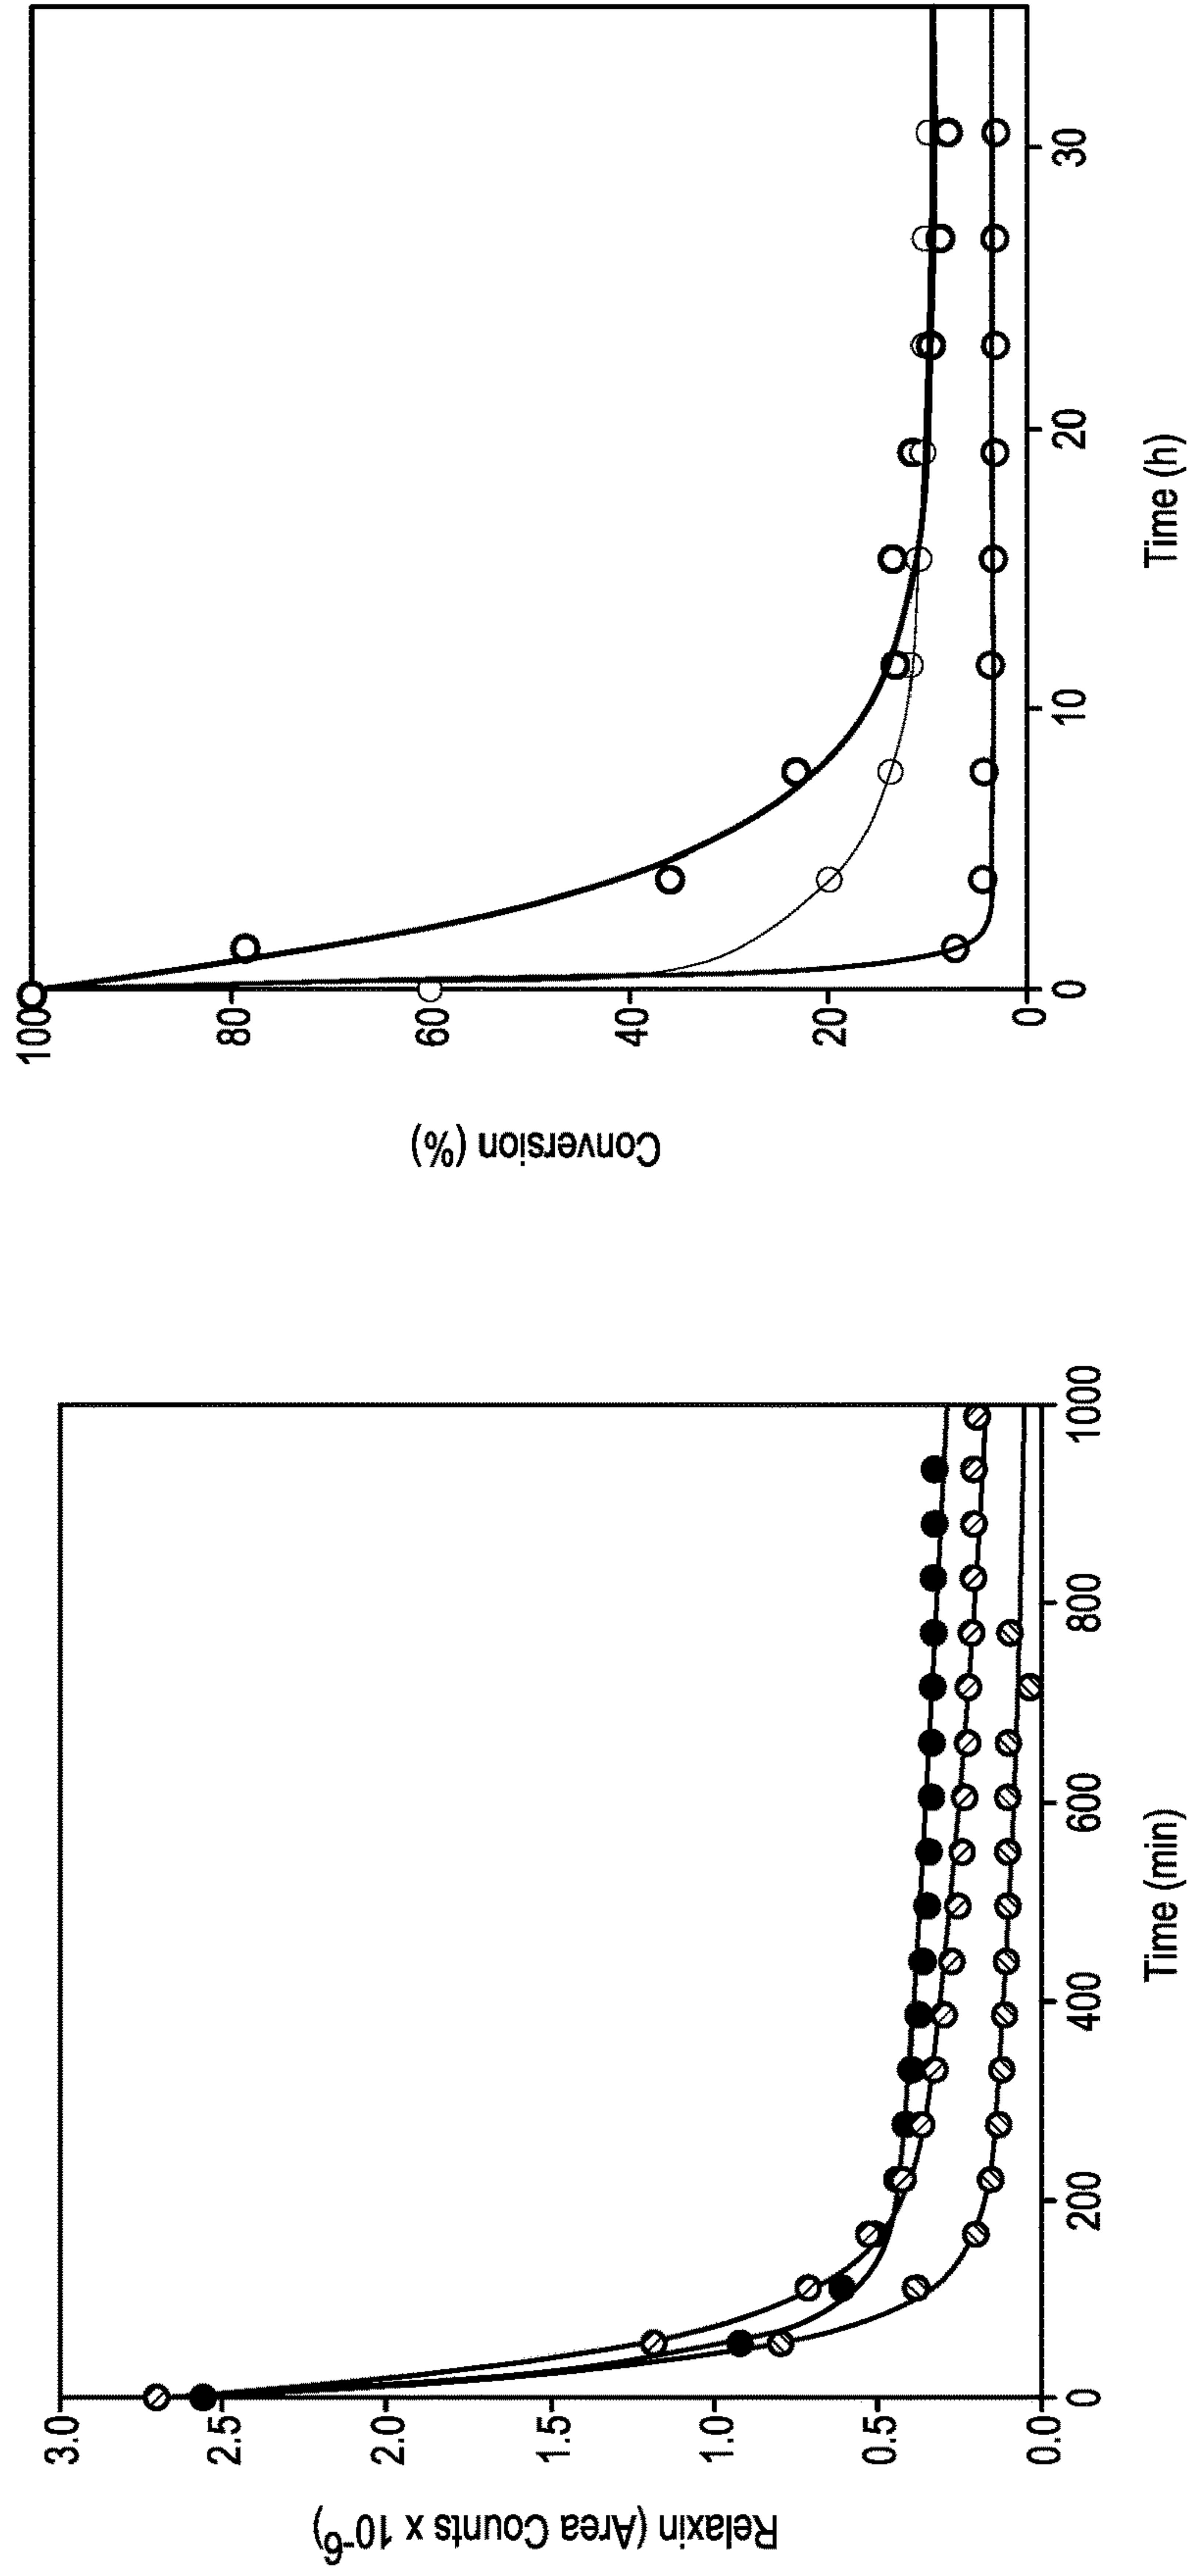 Relaxin (Area Counts x 10⁻⁶)
3.0
2.5
2.0
1.5
1.0
0.5
0.0
0 200 400 600 800 1000
Time (min)
Conversion (%)
100
80
60
40
20
0
0 10 20 30
Time (h)